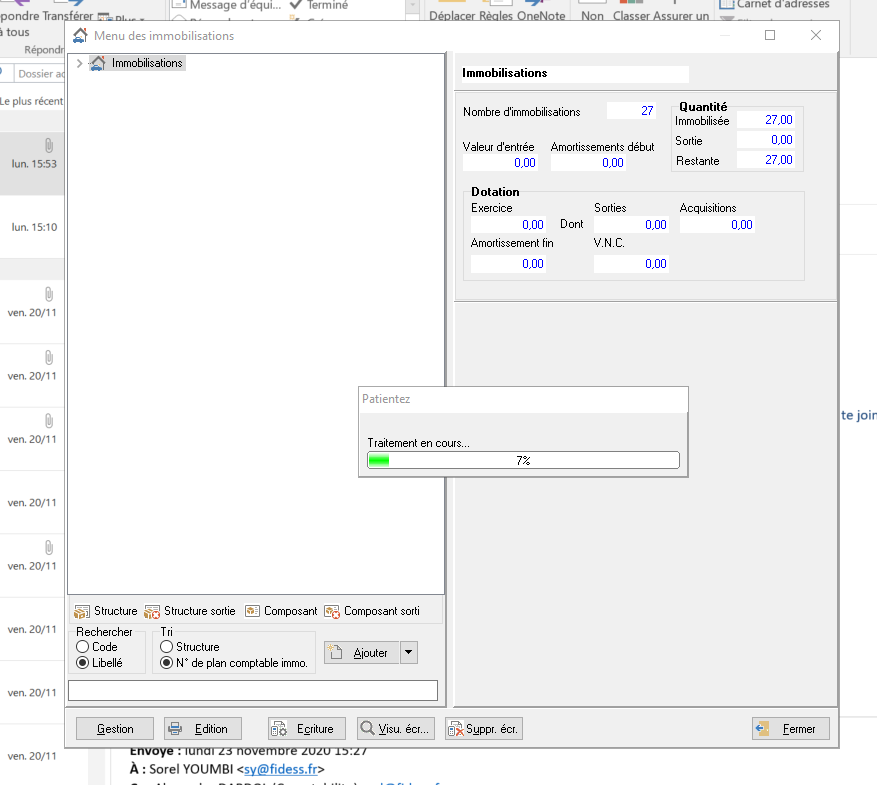 Message d'équi...
Terminé
Carnet d'adresses
pondre Transférer Plus
Déplacer Règles OneNote
Non Classer Assurer un
à tous
Répondr
Menu des immobilisations
Dossier ac
Le plus récent
lun. 15:53
lun. 15:10
ven. 20/11
ven. 20/11
ven. 20/11
ven. 20/11
ven. 20/11
ven. 20/11
ven. 20/11
ven. 20/11
Immobilisations
Immobilisations
Nombre d'immobilisations 27
Quantité
Immobilisée 27,00
Sortie 0,00
Restante 27,00
Valeur d'entrée Amortissements début
0,00 0,00
Dotation
Exercice Sorties Acquisitions
0,00 Dont 0,00 0,00
Amortissement fin V.N.C.
0,00 0,00
Patientez
Traitement en cours...
7%
te join
Structure Structure sortie Composant Composant sorti
Rechercher
Code
Libellé
Tri
Structure
N° de plan comptable immo.
Ajouter
Gestion Edition Ecriture Visu. écr... Suppr. écr. Fermer
Envoyé : lundi 23 novembre 2020 15:27
À : Sorel YOUMBI <sy@fidess.fr>